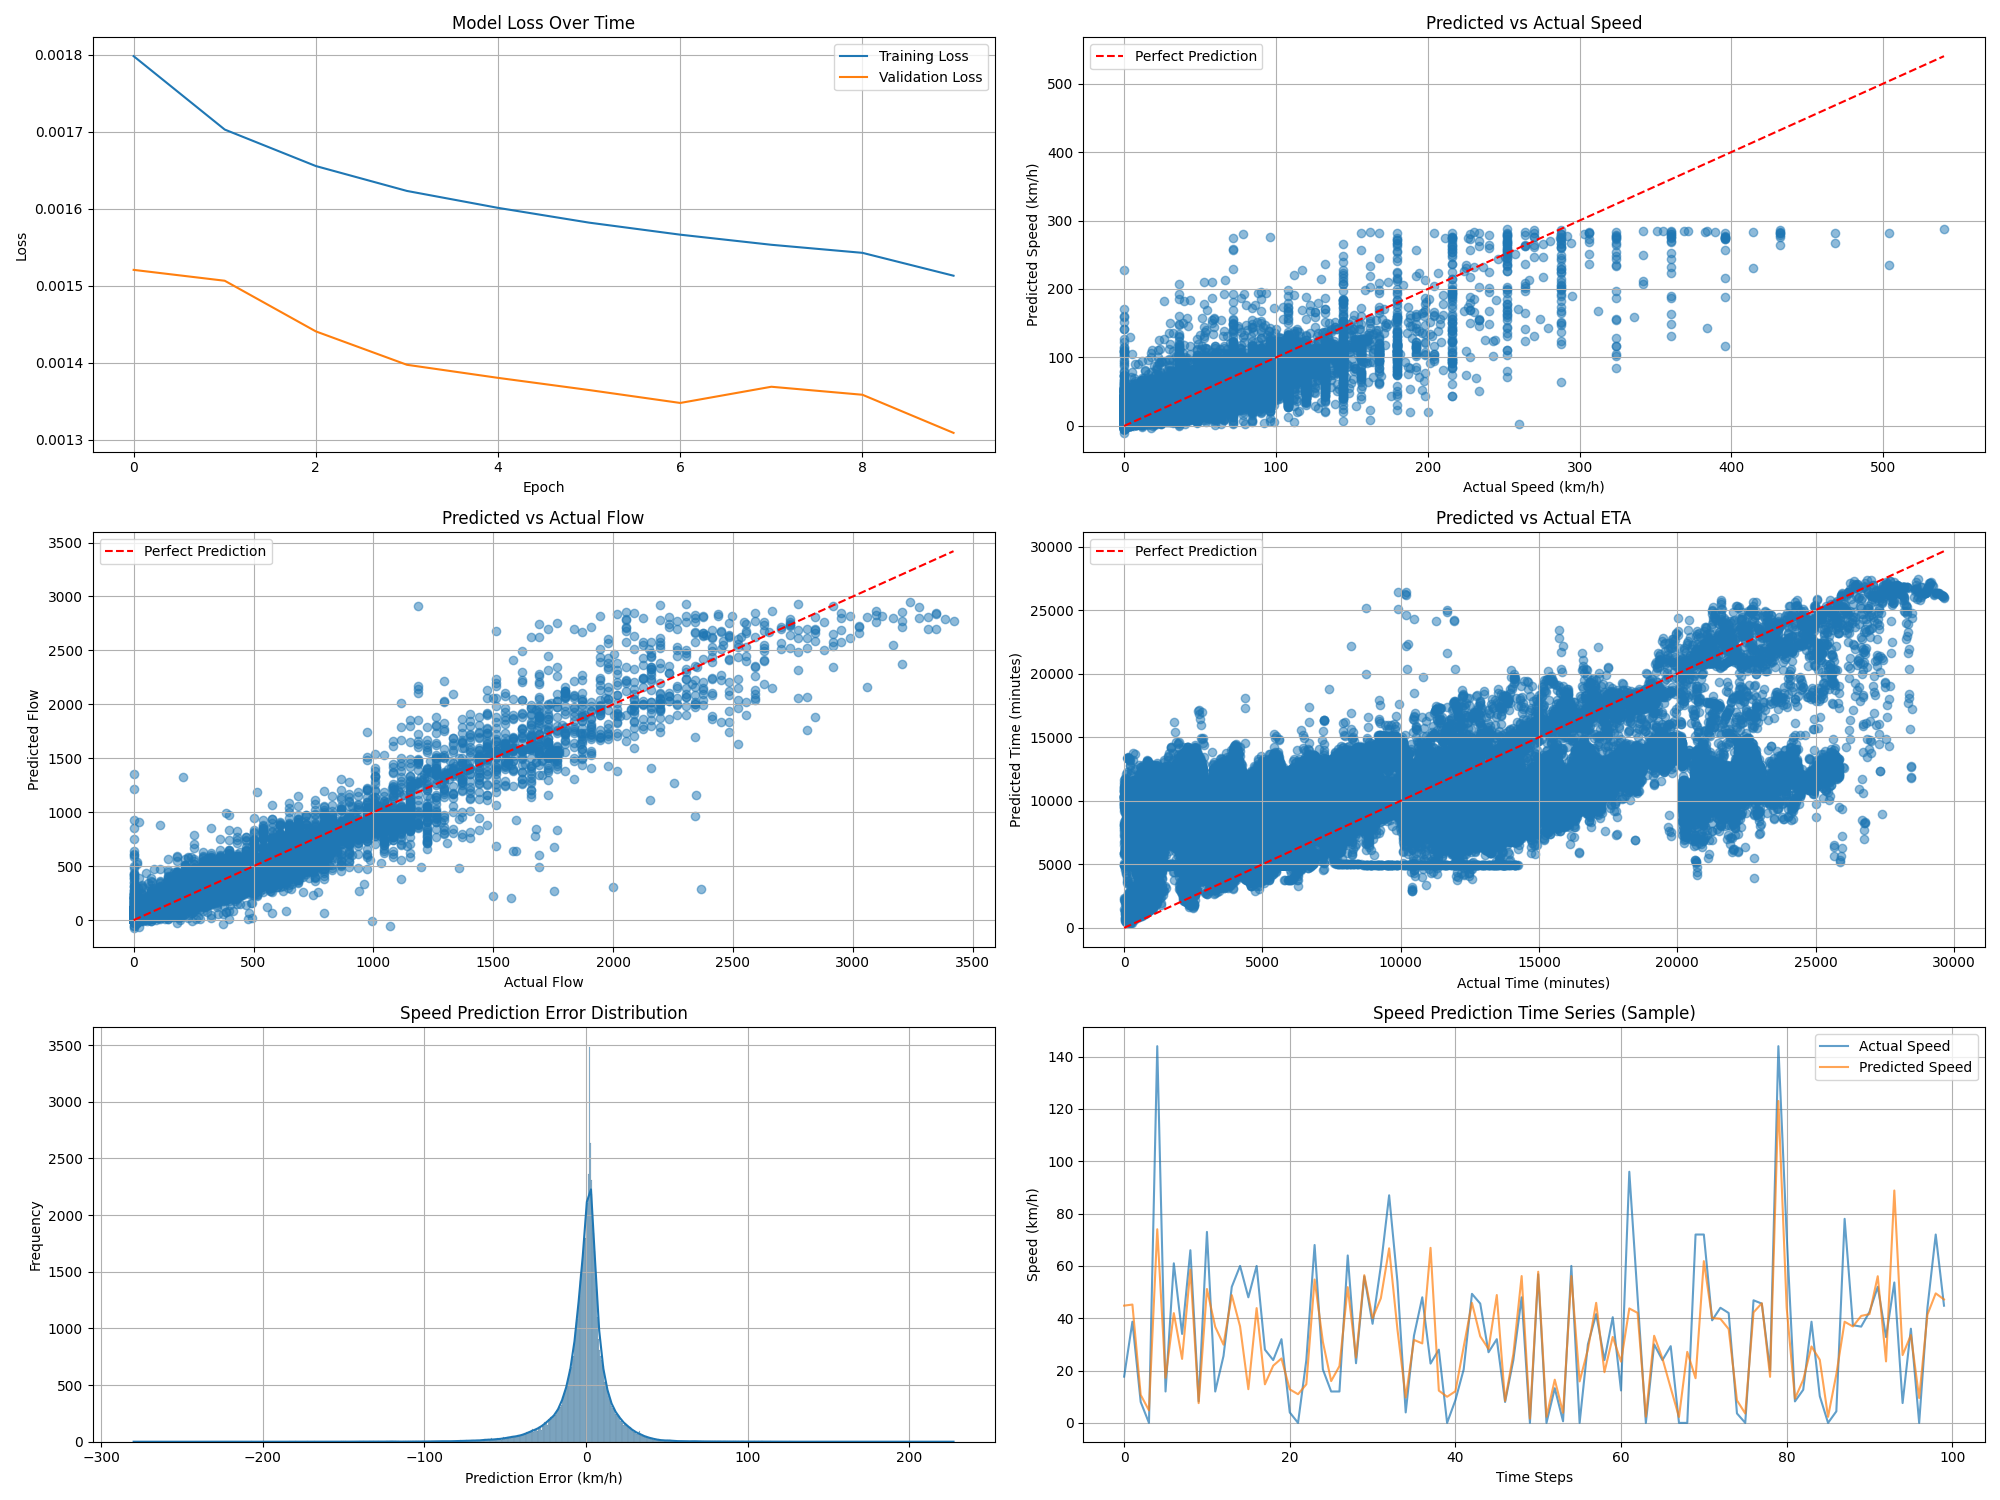 Model Loss Over Time
Training Loss
Validation Loss
0.0018
0.0017
0.0016
0.0015
0.0014
0.0013
Loss
0 2 4 6 8
Epoch
Predicted vs Actual Speed
Perfect Prediction
500
400
300
200
100
0
Predicted Speed (km/h)
0 100 200 300 400 500
Actual Speed (km/h)
Predicted vs Actual Flow
Perfect Prediction
3500
3000
2500
2000
1500
1000
500
0
Predicted Flow
0 500 1000 1500 2000 2500 3000 3500
Actual Flow
Predicted vs Actual ETA
Perfect Prediction
30000
25000
20000
15000
10000
5000
0
Predicted Time (minutes)
0 5000 10000 15000 20000 25000 30000
Actual Time (minutes)
Speed Prediction Error Distribution
3500
3000
2500
2000
1500
1000
500
0
Frequency
−300 −200 −100 0 100 200
Prediction Error (km/h)
Speed Prediction Time Series (Sample)
Actual Speed
Predicted Speed
140
120
100
80
60
40
20
0
Speed (km/h)
0 20 40 60 80 100
Time Steps